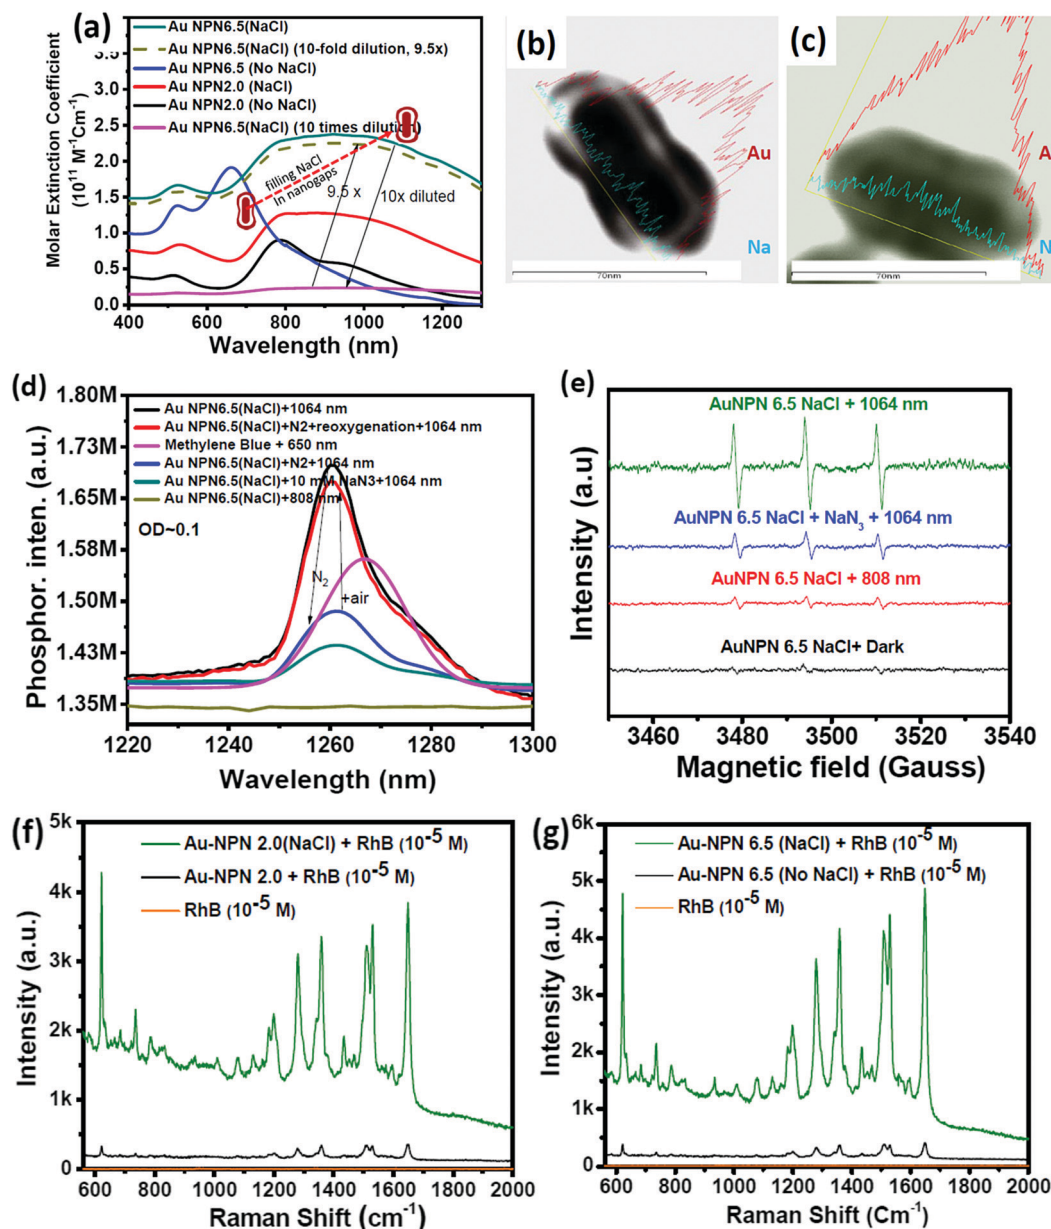 (a)
Au NPN6.5(NaCl)
Au NPN6.5(NaCl) (10-fold dilution, 9.5x)
Au NPN6.5 (No NaCl)
Au NPN2.0 (NaCl)
Au NPN2.0 (No NaCl)
Au NPN6.5(NaCl) (10 times dilution)
filling NaCl
In nanogaps
9.5 x
10x diluted
Molar Extinction Coefficient
(10¹¹ M⁻¹Cm⁻¹)
3.0
2.5
2.0
1.5
1.0
0.5
0.0
400 600 800 1000 1200
Wavelength (nm)
(b)
Au
Na
70nm
(c)
A
N
70nm
(d)
Au NPN6.5(NaCl)+1064 nm
Au NPN6.5(NaCl)+N2+reoxygenation+1064 nm
Methylene Blue + 650 nm
Au NPN6.5(NaCl)+N2+1064 nm
Au NPN6.5(NaCl)+10 mM NaN3+1064 nm
Au NPN6.5(NaCl)+808 nm
OD~0.1
N₂
+air
Phosphor. inten. (a.u.)
1.80M
1.73M
1.65M
1.58M
1.50M
1.43M
1.35M
1220 1240 1260 1280 1300
Wavelength (nm)
(e)
AuNPN 6.5 NaCl + 1064 nm
AuNPN 6.5 NaCl + NaN₃ + 1064 nm
AuNPN 6.5 NaCl + 808 nm
AuNPN 6.5 NaCl+ Dark
Intensity (a.u)
3460 3480 3500 3520 3540
Magnetic field (Gauss)
(f)
Au-NPN 2.0(NaCl) + RhB (10⁻⁵ M)
Au-NPN 2.0 + RhB (10⁻⁵ M)
RhB (10⁻⁵ M)
Intensity (a.u.)
5k
4k
3k
2k
1k
0
600 800 1000 1200 1400 1600 1800 2000
Raman Shift (cm⁻¹)
(g)
Au-NPN 6.5 (NaCl) + RhB (10⁻⁵ M)
Au-NPN 6.5 (No NaCl) + RhB (10⁻⁵ M)
RhB (10⁻⁵ M)
Intensity (a.u.)
6k
5k
4k
3k
2k
1k
0
600 800 1000 1200 1400 1600 1800 2000
Raman Shift (Cm⁻¹)